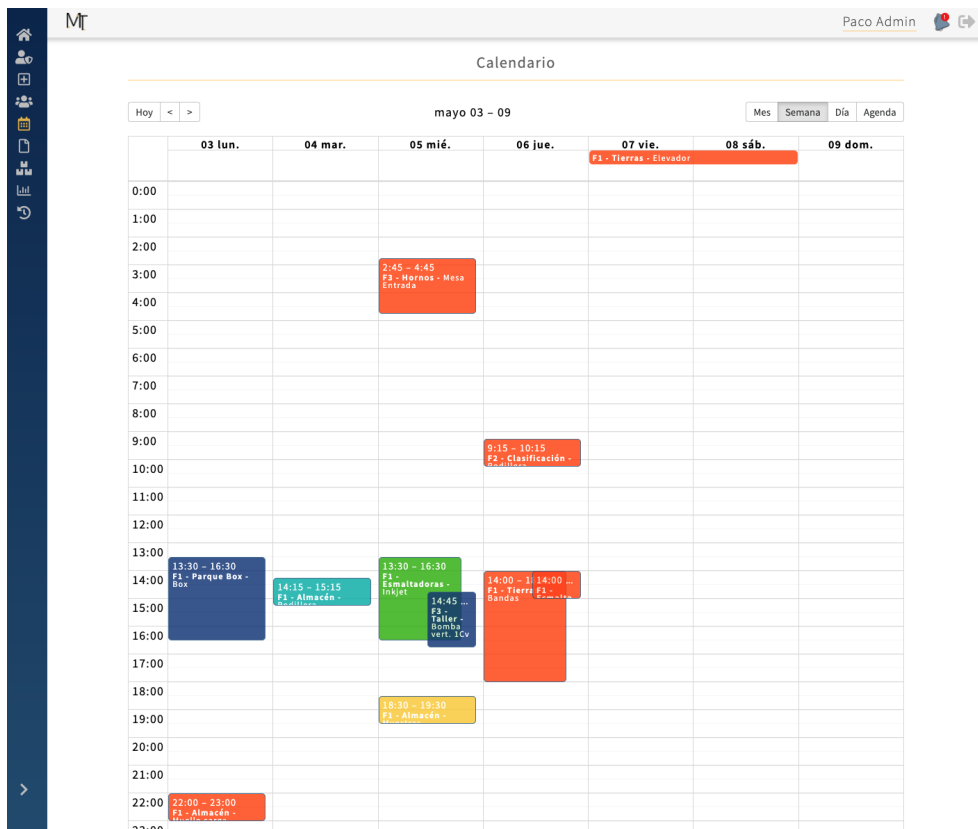 MT
Paco Admin
Calendario
Hoy < >
mayo 03 – 09
Mes Semana Día Agenda
03 lun. 04 mar. 05 mié. 06 jue. 07 vie. 08 sáb. 09 dom.
F1 - Tierras - Elevador
0:00
1:00
2:00
2:45 – 4:45
F3 - Hornos - Mesa
Entrada
3:00
4:00
5:00
6:00
7:00
8:00
9:00
9:15 – 10:15
F2 - Clasificación -
10:00
11:00
12:00
13:00
13:30 – 16:30
F1 - Parque Box -
Box
13:30 – 16:30
F1 -
Esmaltadoras -
Inkjet
14:00
14:15 – 15:15
F1 - Almacén -
14:00 – 1
F1 - Tierra
Bandas
14:00 ...
F1 -
14:45 ...
F3 -
Taller -
Bomba
vert. 1Cv
15:00
16:00
17:00
18:00
18:30 – 19:30
F1 - Almacén -
19:00
20:00
21:00
22:00
22:00 – 23:00
F1 - Almacén -